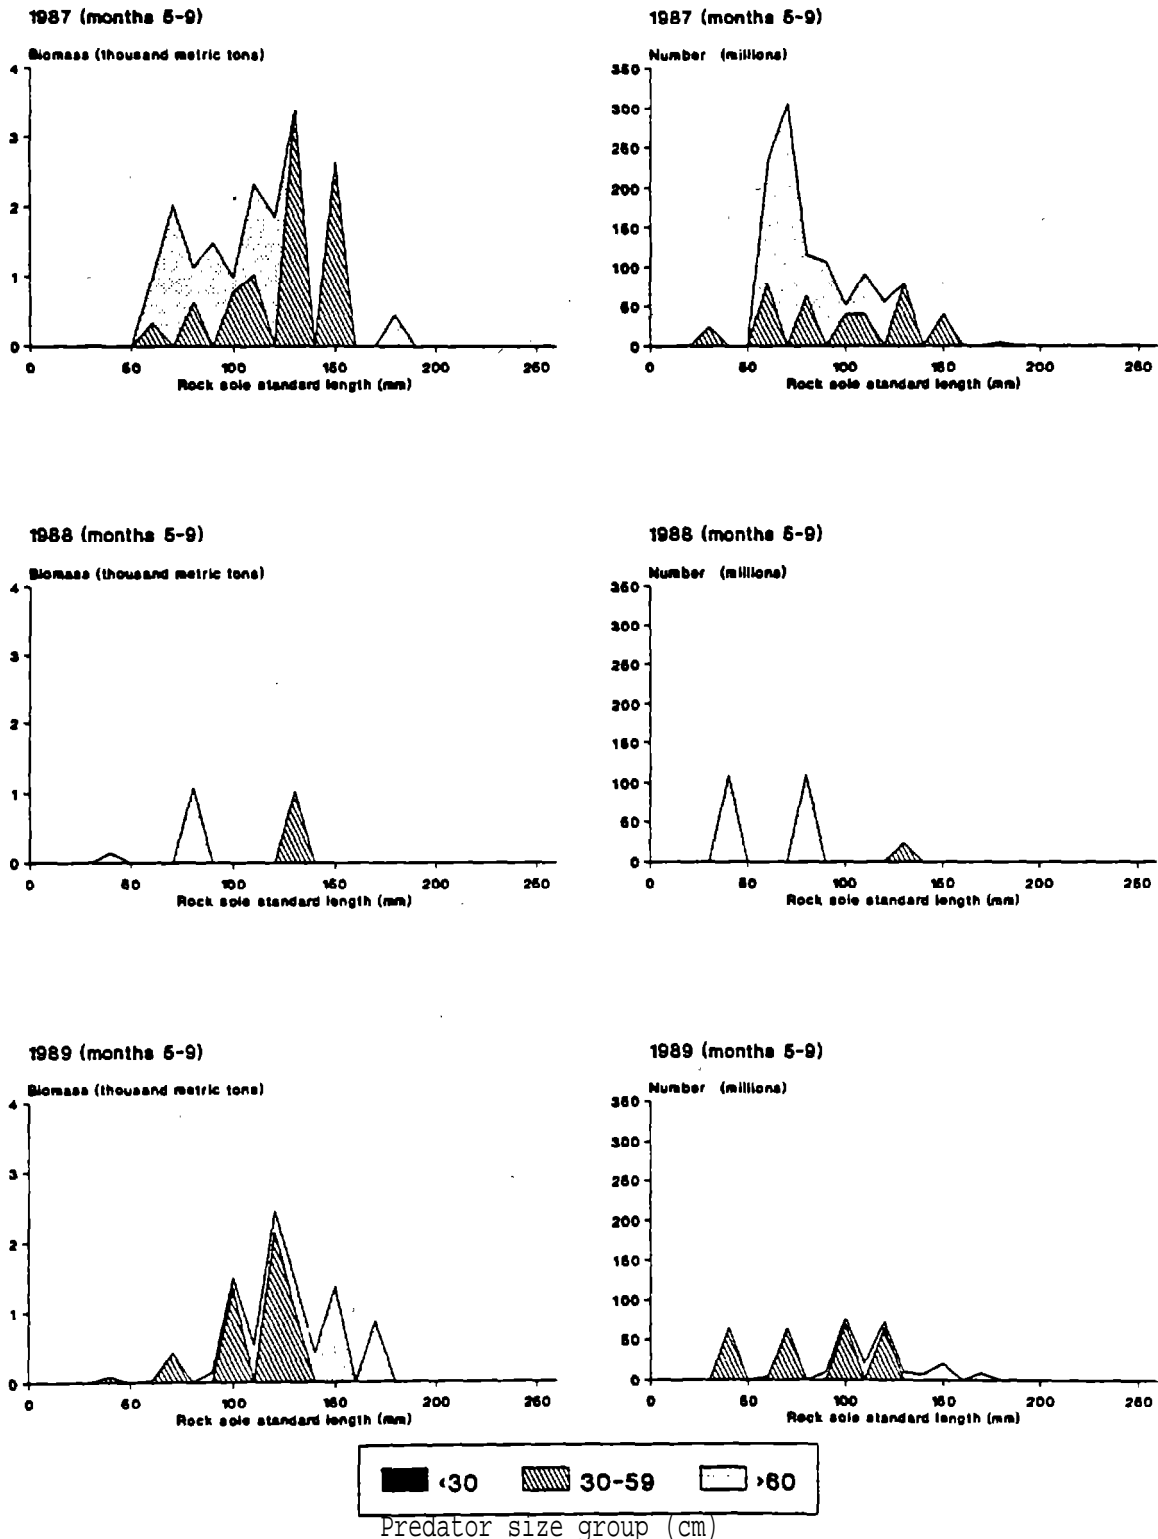 1987 (months 5-9)
Biomass (thousand metric tons)
4
3
2
1
0
0 50 100 150 200 250
Rock sole standard length (mm)
1987 (months 5-9)
Number (millions)
350
300
250
200
150
100
50
0
0 50 100 150 200 250
Rock sole standard length (mm)
1988 (months 5-9)
Biomass (thousand metric tons)
4
3
2
1
0
0 50 100 150 200 250
Rock sole standard length (mm)
1988 (months 5-9)
Number (millions)
350
300
250
200
150
100
50
0
0 50 100 150 200 250
Rock sole standard length (mm)
1989 (months 5-9)
Biomass (thousand metric tons)
4
3
2
1
0
0 50 100 150 200 250
Rock sole standard length (mm)
1989 (months 5-9)
Number (millions)
350
300
250
200
150
100
50
0
0 50 100 150 200 250
Rock sole standard length (mm)
<30 30-59 >60
Predator size group (cm)